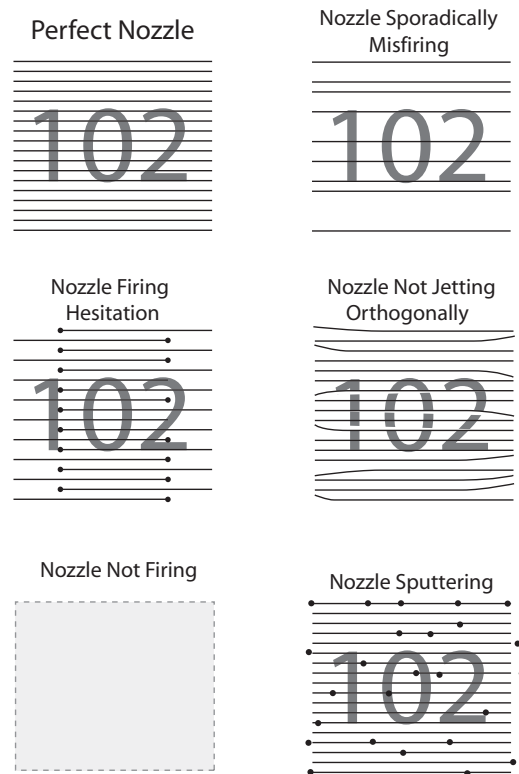 Perfect Nozzle
102
Nozzle Sporadically
Misfiring
102
Nozzle Firing
Hesitation
102
Nozzle Not Jetting
Orthogonally
102
Nozzle Not Firing
Nozzle Sputtering
102